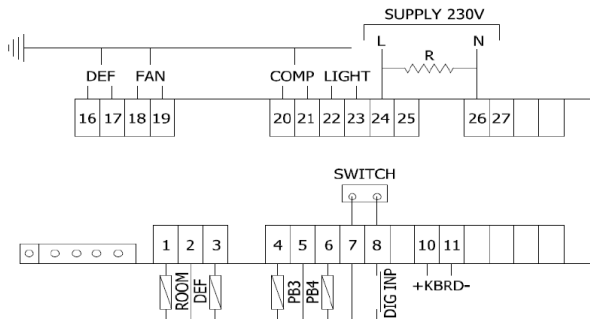 SUPPLY 230V
L N
R
DEF FAN COMP LIGHT
16 17 18 19 20 21 22 23 24 25 26 27
SWITCH
1 2 3 4 5 6 7 8 10 11
ROOM DEF PB3 PB4 DIG INP +KBRD-